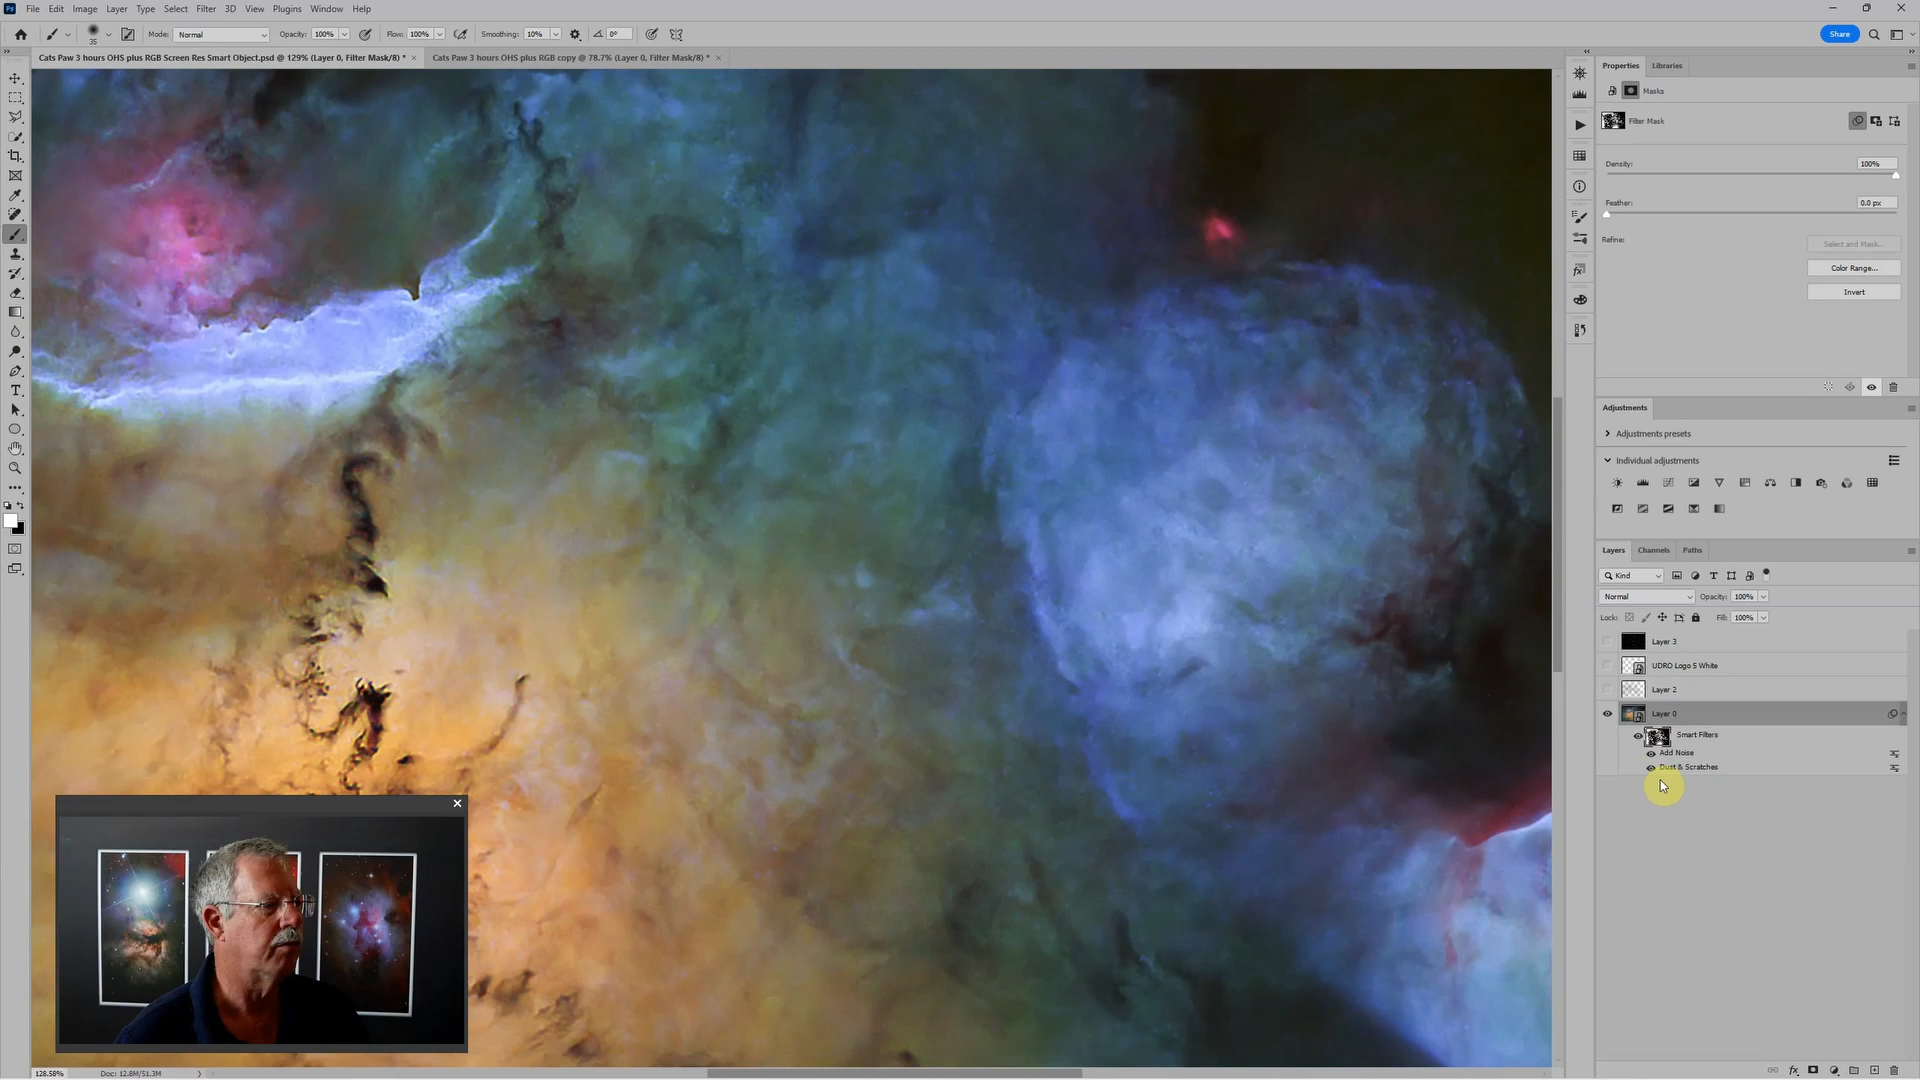 File Edit Image Layer Type Select Filter 3D View Plugins Window Help
35 Mode: Normal Opacity: 100% Flow: 100% Smoothing: 10% 0° Share
Cats Paw 3 hours OHS plus RGB Screen Res Smart Object.psd @ 129% (Layer 0, Filter Mask/8) *
Cats Paw 3 hours OHS plus RGB copy @ 78.7% (Layer 0, Filter Mask/8) *
Properties Libraries
Masks
Filter Mask
Density: 100%
Feather: 0.0 px
Refine: Select and Mask...
Color Range...
Invert
Adjustments
Adjustments presets
Individual adjustments
Layers Channels Paths
Kind
Normal Opacity: 100%
Lock: Fill: 100%
Layer 3
UDRO Logo 5 White
Layer 2
Layer 0
Smart Filters
Add Noise
Dust & Scratches
128.58% Doc: 12.8M/51.3M